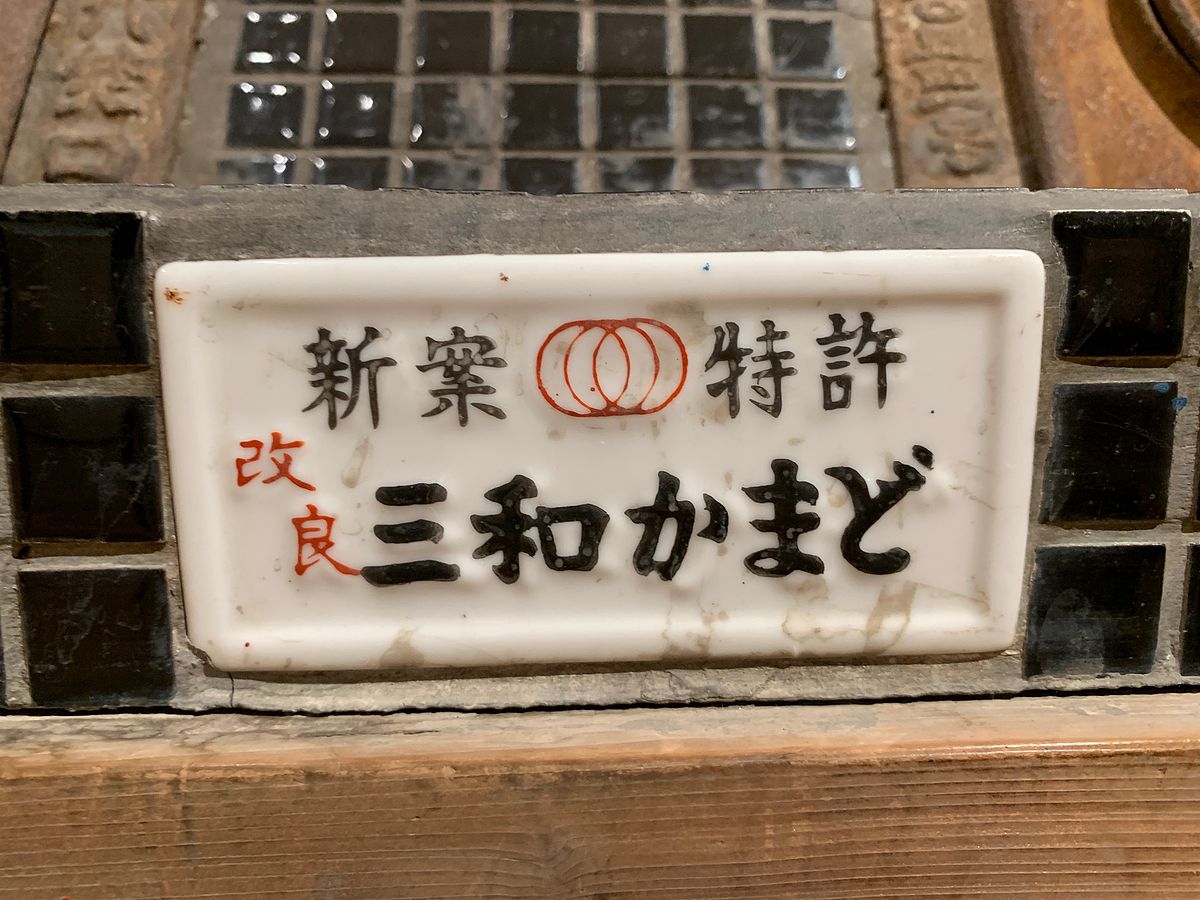 新案 特許
改良
三和かまど